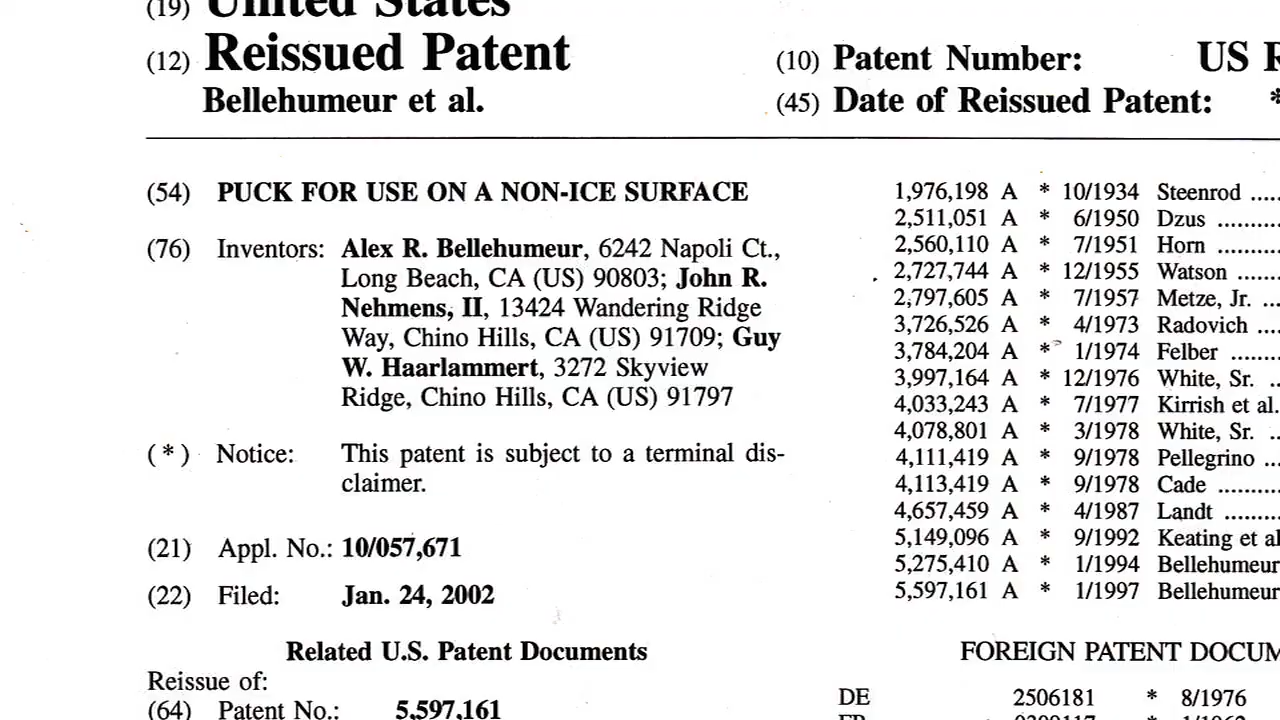 (19) United States
(12) Reissued Patent
Bellehumeur et al.
(10) Patent Number: US R
(45) Date of Reissued Patent: *
(54) PUCK FOR USE ON A NON-ICE SURFACE
(76) Inventors: Alex R. Bellehumeur, 6242 Napoli Ct.,
Long Beach, CA (US) 90803; John R.
Nehmens, II, 13424 Wandering Ridge
Way, Chino Hills, CA (US) 91709; Guy
W. Haarlammert, 3272 Skyview
Ridge, Chino Hills, CA (US) 91797
(*) Notice: This patent is subject to a terminal dis-
claimer.
(21) Appl. No.: 10/057,671
(22) Filed: Jan. 24, 2002
Related U.S. Patent Documents
Reissue of:
(64) Patent No.: 5,597,161
1,976,198 A * 10/1934 Steenrod .....
2,511,051 A * 6/1950 Dzus ........
2,560,110 A * 7/1951 Horn ........
2,727,744 A * 12/1955 Watson ......
2,797,605 A * 7/1957 Metze, Jr. ...
3,726,526 A * 4/1973 Radovich ....
3,784,204 A * 1/1974 Felber .......
3,997,164 A * 12/1976 White, Sr. ..
4,033,243 A * 7/1977 Kirrish et al.
4,078,801 A * 3/1978 White, Sr. ..
4,111,419 A * 9/1978 Pellegrino ...
4,113,419 A * 9/1978 Cade .........
4,657,459 A * 4/1987 Landt ........
5,149,096 A * 9/1992 Keating et al
5,275,410 A * 1/1994 Bellehumeur
5,597,161 A * 1/1997 Bellehumeur
FOREIGN PATENT DOCUM
DE 2506181 * 8/1976